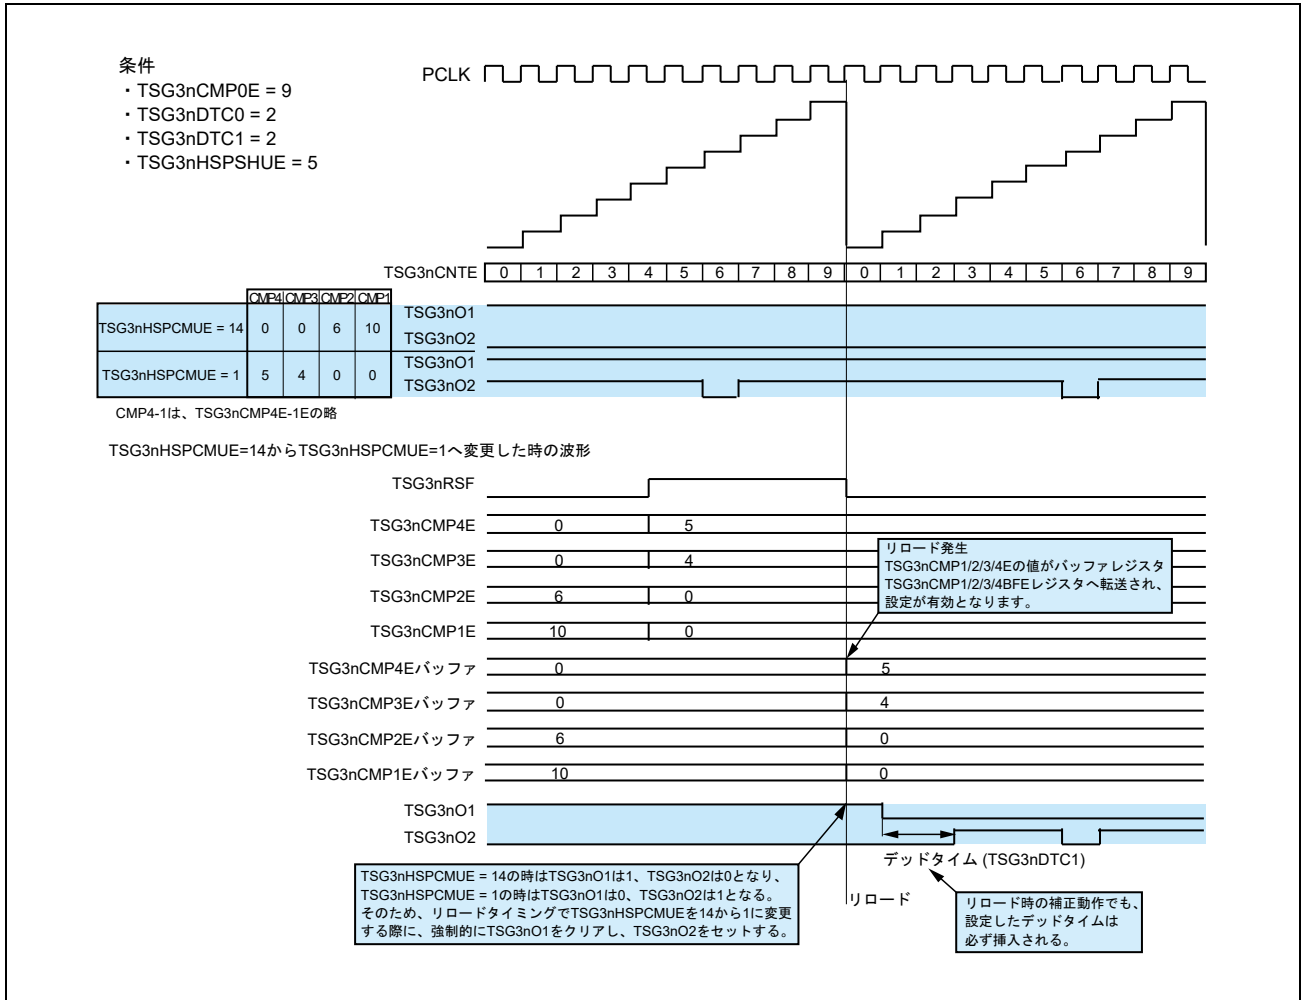 条件
・TSG3nCMP0E = 9
・TSG3nDTC0 = 2
・TSG3nDTC1 = 2
・TSG3nHSPSHUE = 5
PCLK
TSG3nCNTE 0 1 2 3 4 5 6 7 8 9 0 1 2 3 4 5 6 7 8 9
CMP4 CMP3 CMP2 CMP1
TSG3nHSPCMUE = 14 0 0 6 10
TSG3nO1
TSG3nO2
TSG3nHSPCMUE = 1 5 4 0 0
TSG3nO1
TSG3nO2
CMP4-1は、TSG3nCMP4E-1Eの略
TSG3nHSPCMUE=14からTSG3nHSPCMUE=1へ変更した時の波形
TSG3nRSF
TSG3nCMP4E 0 5
TSG3nCMP3E 0 4
TSG3nCMP2E 6 0
TSG3nCMP1E 10 0
リロード発生
TSG3nCMP1/2/3/4Eの値がバッファレジスタ
TSG3nCMP1/2/3/4BFEレジスタへ転送され、
設定が有効となります。
TSG3nCMP4Eバッファ 0 5
TSG3nCMP3Eバッファ 0 4
TSG3nCMP2Eバッファ 6 0
TSG3nCMP1Eバッファ 10 0
TSG3nO1
TSG3nO2
デッドタイム (TSG3nDTC1)
TSG3nHSPCMUE = 14の時はTSG3nO1は1、TSG3nO2は0となり、
TSG3nHSPCMUE = 1の時はTSG3nO1は0、TSG3nO2は1となる。
そのため、リロードタイミングでTSG3nHSPCMUEを14から1に変更
する際に、強制的にTSG3nO1をクリアし、TSG3nO2をセットする。
リロード
リロード時の補正動作でも、
設定したデッドタイムは
必ず挿入される。